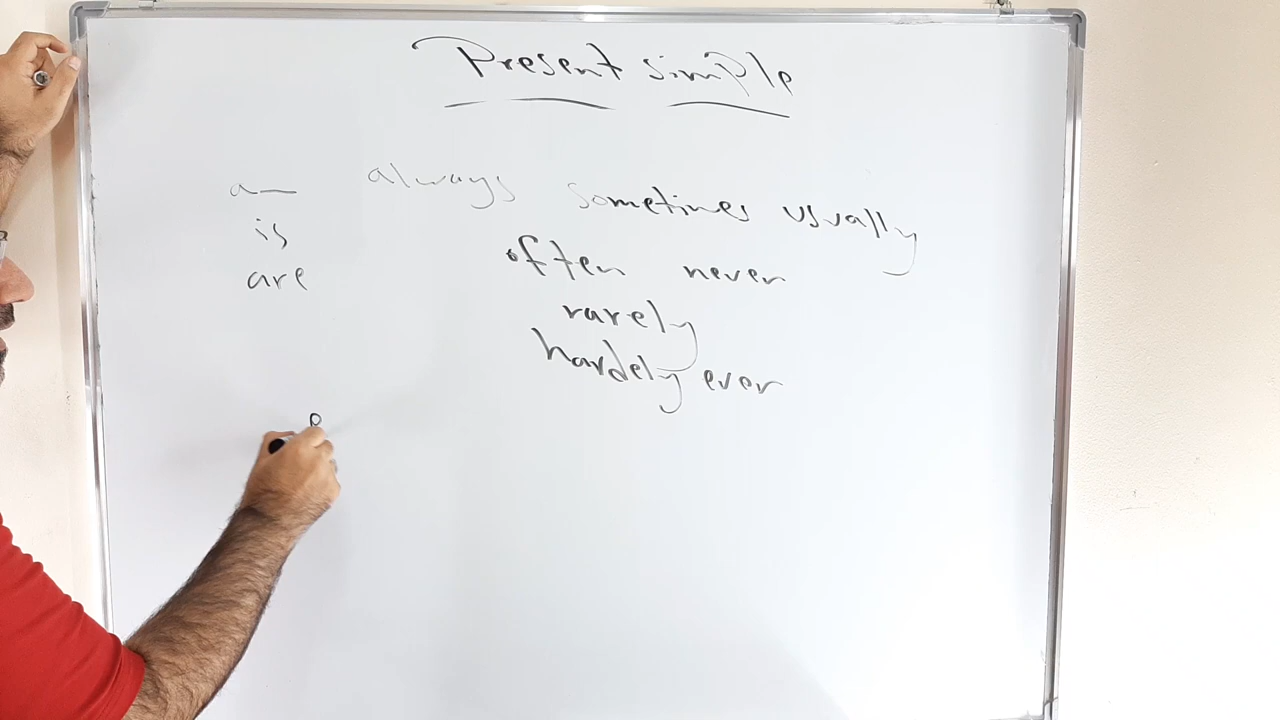 Present simple
am always sometimes usually
is
are often never
rarely
hardely ever